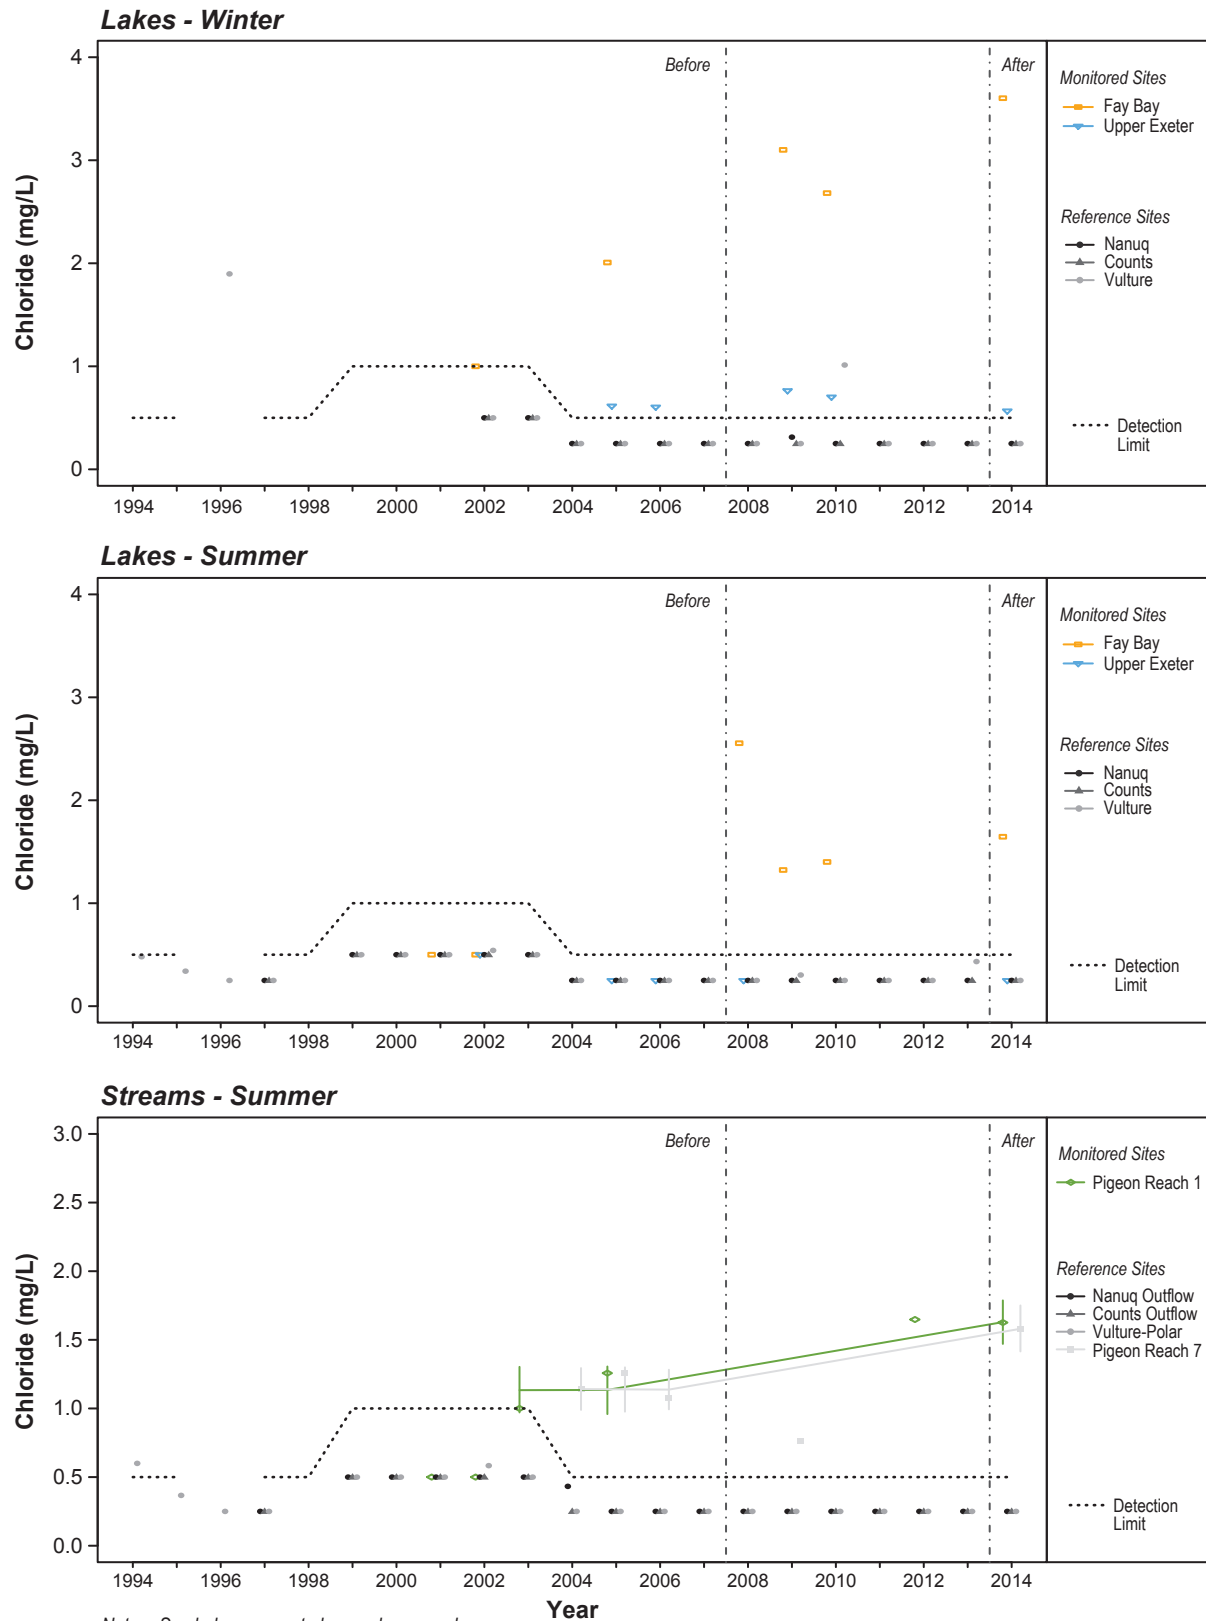 Lakes - Winter
Chloride (mg/L)
4
3
2
1
0
Before
After
1994 1996 1998 2000 2002 2004 2006 2008 2010 2012 2014
Monitored Sites
Fay Bay
Upper Exeter
Reference Sites
Nanuq
Counts
Vulture
Detection
Limit
Lakes - Summer
Chloride (mg/L)
4
3
2
1
0
Before
After
1994 1996 1998 2000 2002 2004 2006 2008 2010 2012 2014
Monitored Sites
Fay Bay
Upper Exeter
Reference Sites
Nanuq
Counts
Vulture
Detection
Limit
Streams - Summer
Chloride (mg/L)
3.0
2.5
2.0
1.5
1.0
0.5
0.0
Before
After
1994 1996 1998 2000 2002 2004 2006 2008 2010 2012 2014
Year
Monitored Sites
Pigeon Reach 1
Reference Sites
Nanuq Outflow
Counts Outflow
Vulture-Polar
Pigeon Reach 7
Detection
Limit